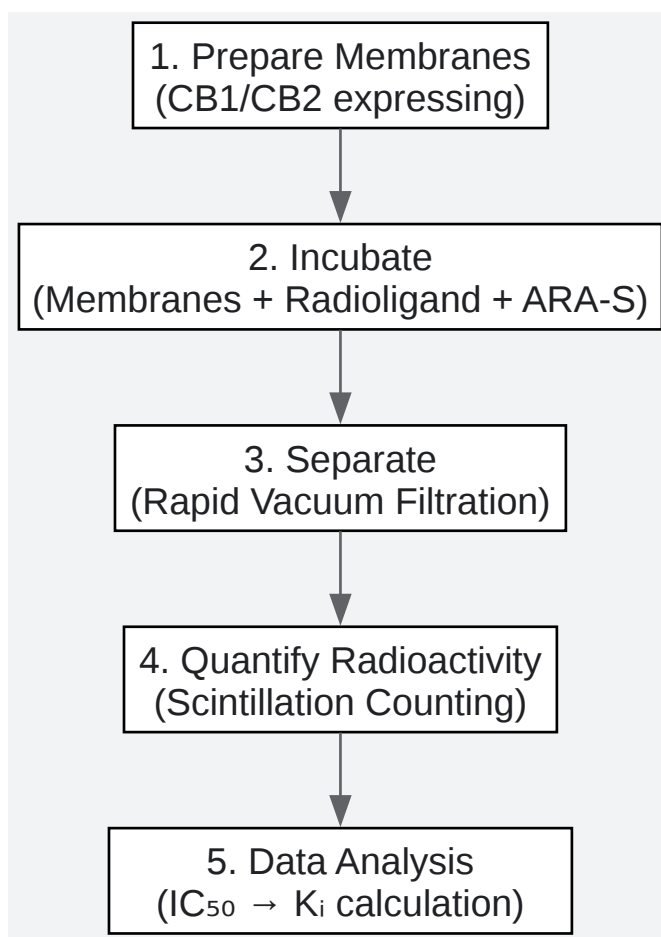 1. Prepare Membranes
(CB1/CB2 expressing)
2. Incubate
(Membranes + Radioligand + ARA-S)
3. Separate
(Rapid Vacuum Filtration)
4. Quantify Radioactivity
(Scintillation Counting)
5. Data Analysis
(IC₅₀ → Kᵢ calculation)